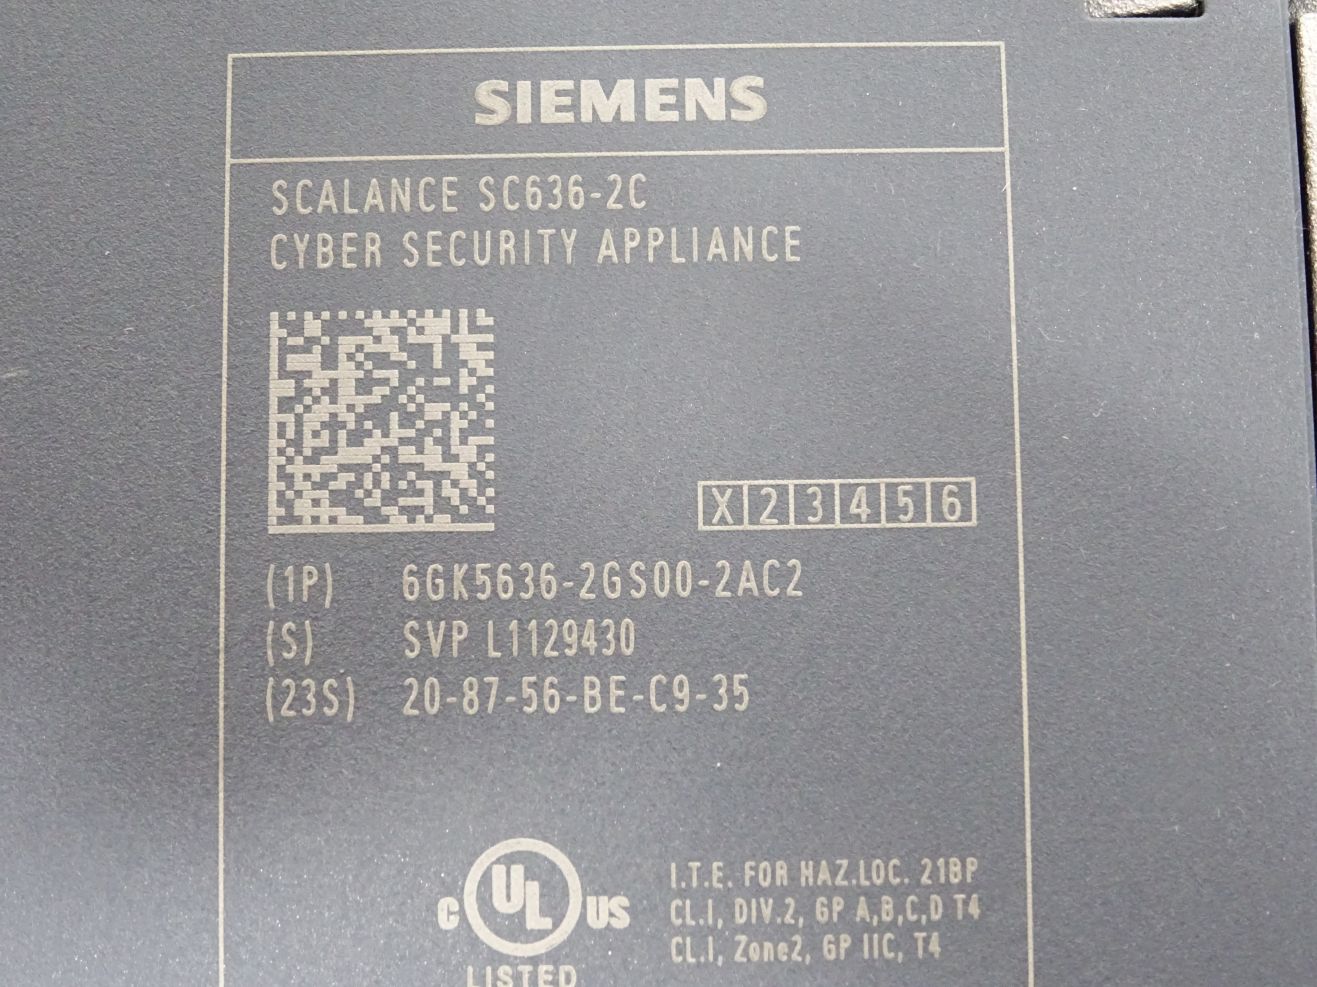 SIEMENS
SCALANCE SC636-2C
CYBER SECURITY APPLIANCE
X 2 3 4 5 6
(1P) 6GK5636-2GS00-2AC2
(S) SVP L1129430
(23S) 20-87-56-BE-C9-35
C UL US
LISTED
I.T.E. FOR HAZ.LOC. 21BP
CL.I, DIV.2, GP A,B,C,D T4
CL.I, Zone2, GP IIC, T4